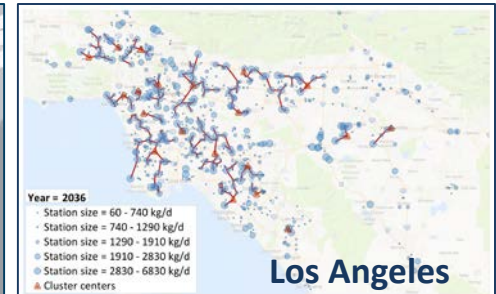 Year = 2036
Station size = 60 - 740 kg/d
Station size = 740 - 1290 kg/d
Station size = 1290 - 1910 kg/d
Station size = 1910 - 2830 kg/d
Station size = 2830 - 6830 kg/d
Cluster centers
Los Angeles